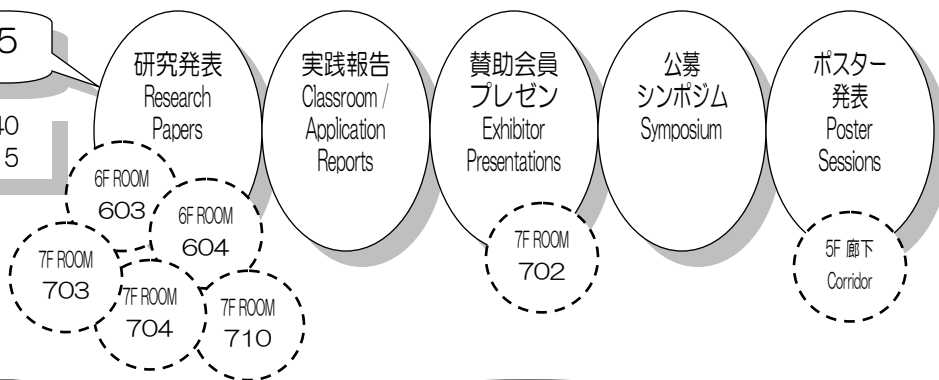 5
40
5
研究発表
Research
Papers
6F ROOM
603
6F ROOM
604
7F ROOM
703
7F ROOM
704
7F ROOM
710
実践報告
Classroom /
Application
Reports
賛助会員
プレゼン
Exhibitor
Presentations
7F ROOM
702
公募
シンポジム
Symposium
ポスター
発表
Poster
Sessions
5F 廊下
Corridor